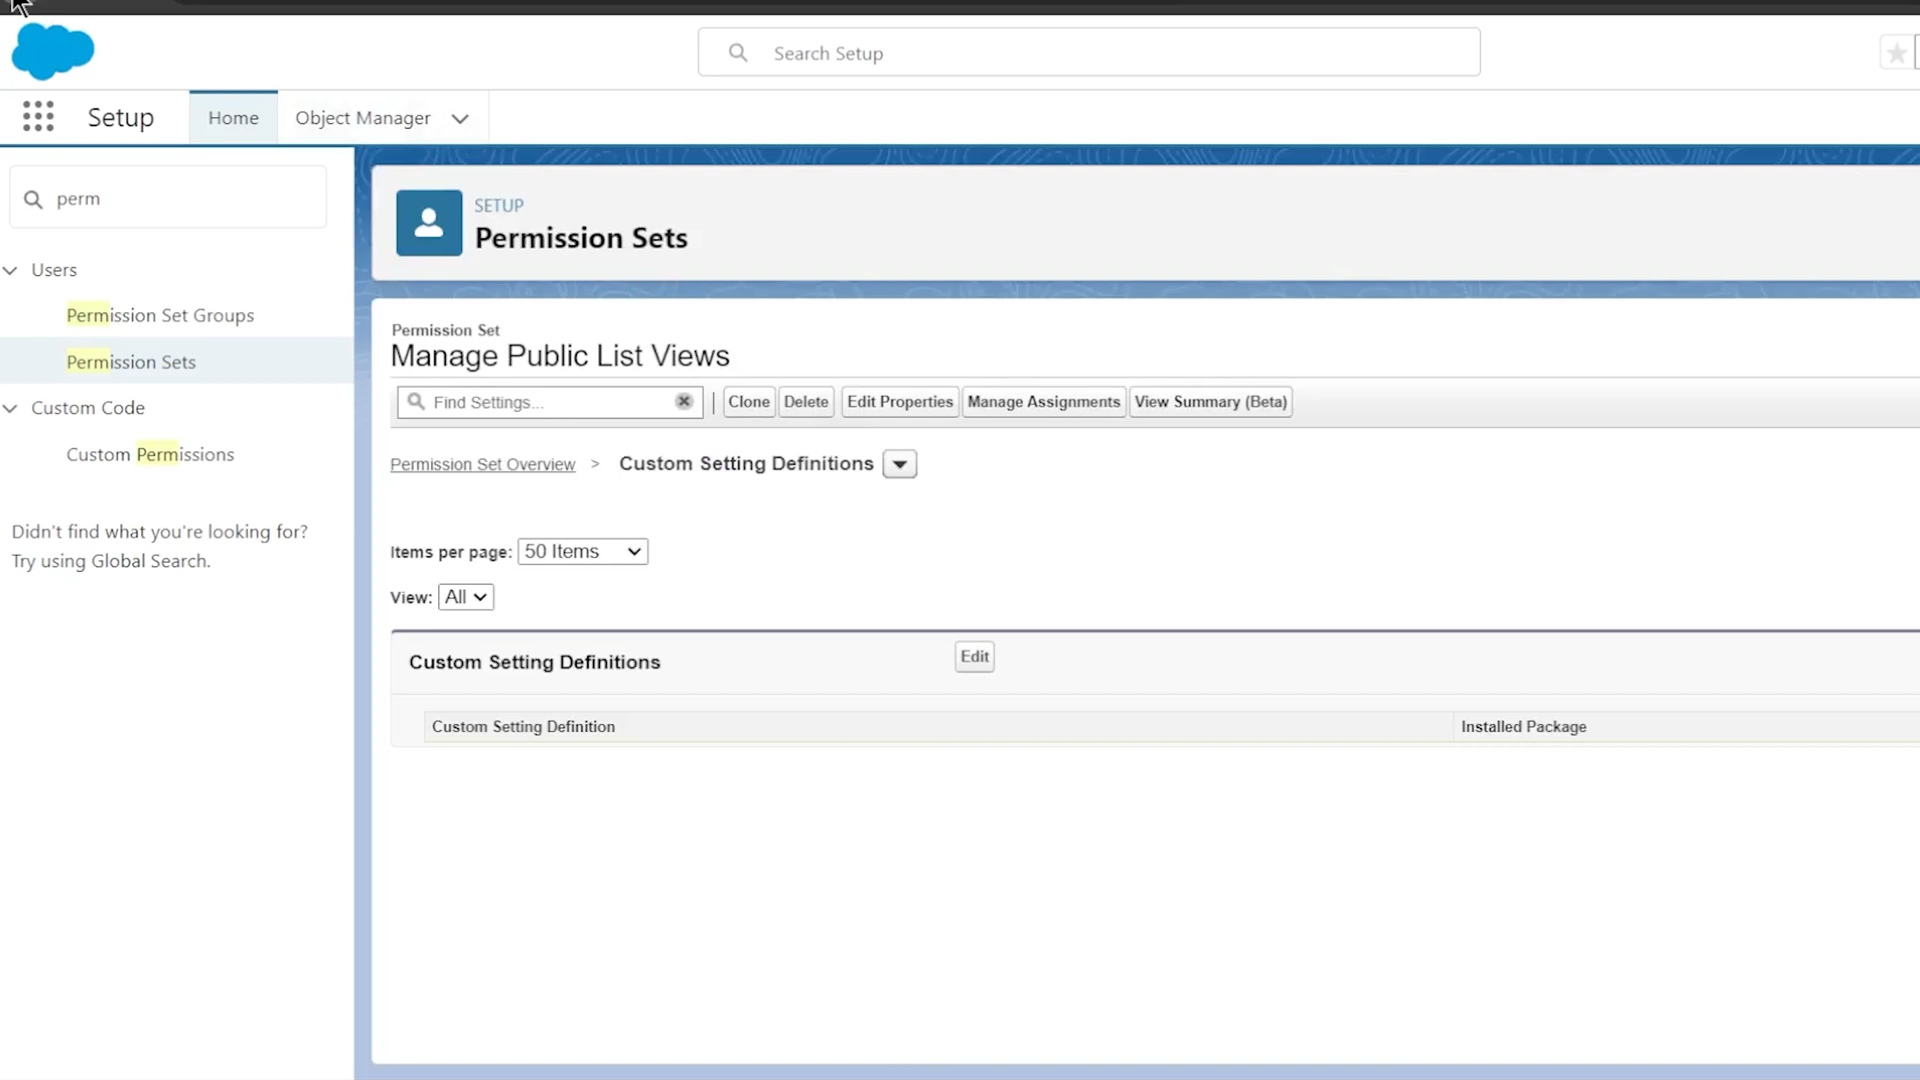 Search Setup
Setup
Home
Object Manager
perm
Users
Permission Set Groups
Permission Sets
Custom Code
Custom Permissions
Didn't find what you're looking for?
Try using Global Search.
SETUP
Permission Sets
Permission Set
Manage Public List Views
Find Settings... | Clone Delete Edit Properties Manage Assignments View Summary (Beta)
Permission Set Overview > Custom Setting Definitions
Items per page: 50 Items
View: All
Custom Setting Definitions Edit
Custom Setting Definition Installed Package